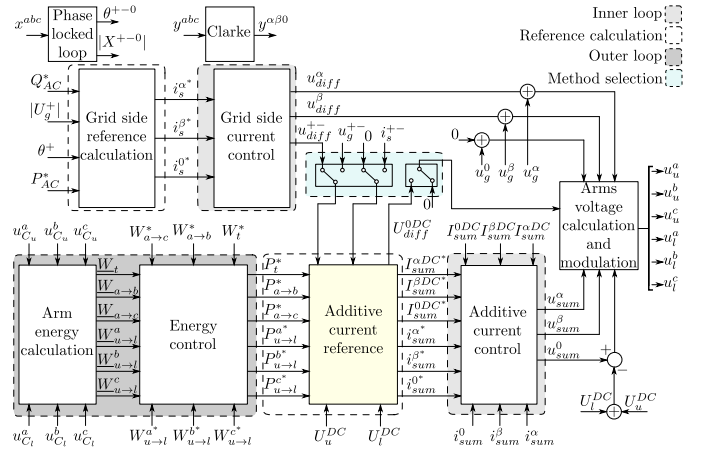 x^{abc}
Phase locked loop
θ^{+-0}
|X^{+-0}|
y^{abc}
Clarke
y^{αβ0}
Inner loop
Reference calculation
Outer loop
Method selection
Q^*_{AC}
|U^+_g|
θ^+
P^*_{AC}
Grid side reference calculation
i^{α*}_s
i^{β*}_s
i^{0*}_s
Grid side current control
u^α_{diff}
u^β_{diff}
u^{+-}_{diff}
u^{+-}_g
0
i^{+-}_s
0
U^{0DC}_{diff}
0
u^0_g
u^β_g
u^α_g
Arms voltage calculation and modulation
u^a_u
u^b_u
u^c_u
u^a_l
u^b_l
u^c_l
u^a_{C_u}
u^b_{C_u}
u^c_{C_u}
W^*_{a→c}
W^*_{a→b}
W^*_t
Arm energy calculation
W_t
W_{a→b}
W_{a→c}
W^a_{u→l}
W^b_{u→l}
W^c_{u→l}
Energy control
P^*_t
P^*_{a→b}
P^*_{a→c}
P^{a*}_{u→l}
P^{b*}_{u→l}
P^{c*}_{u→l}
Additive current reference
I^{αDC*}_{sum}
I^{βDC*}_{sum}
I^{0DC*}_{sum}
i^{α*}_{sum}
i^{β*}_{sum}
i^{0*}_{sum}
I^{0DC}_{sum}
I^{βDC}_{sum}
I^{αDC}_{sum}
Additive current control
u^α_{sum}
u^β_{sum}
u^0_{sum}
+
−
U^{DC}_l
U^{DC}_u
u^a_{C_l}
u^b_{C_l}
u^c_{C_l}
W^{a*}_{u→l}
W^{b*}_{u→l}
W^{c*}_{u→l}
U^{DC}_u
U^{DC}_l
i^0_{sum}
i^β_{sum}
i^α_{sum}